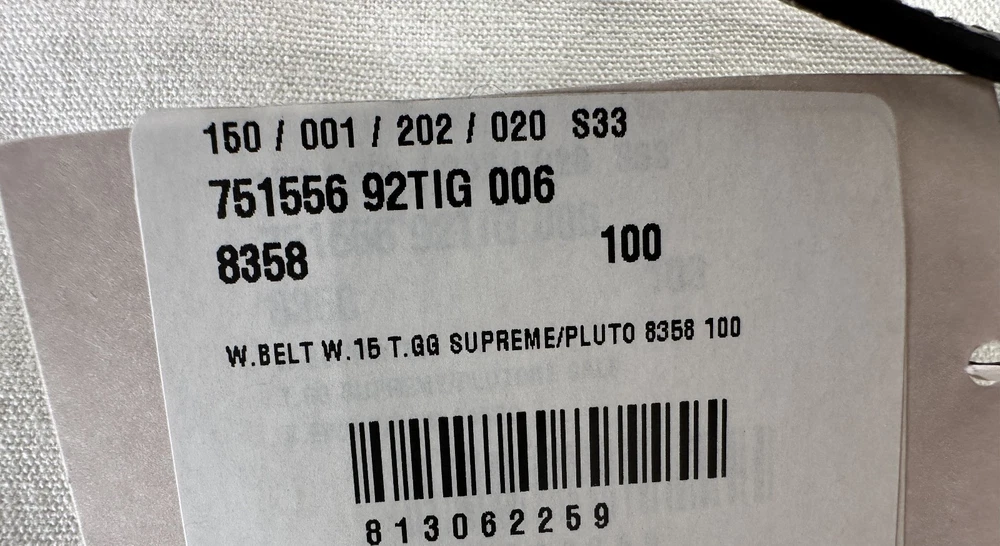 150 / 001 / 202 / 020 S33
751556 92TIG 006
8358 100
W.BELT W.15 T.GG SUPREME/PLUTO 8358 100
813062259